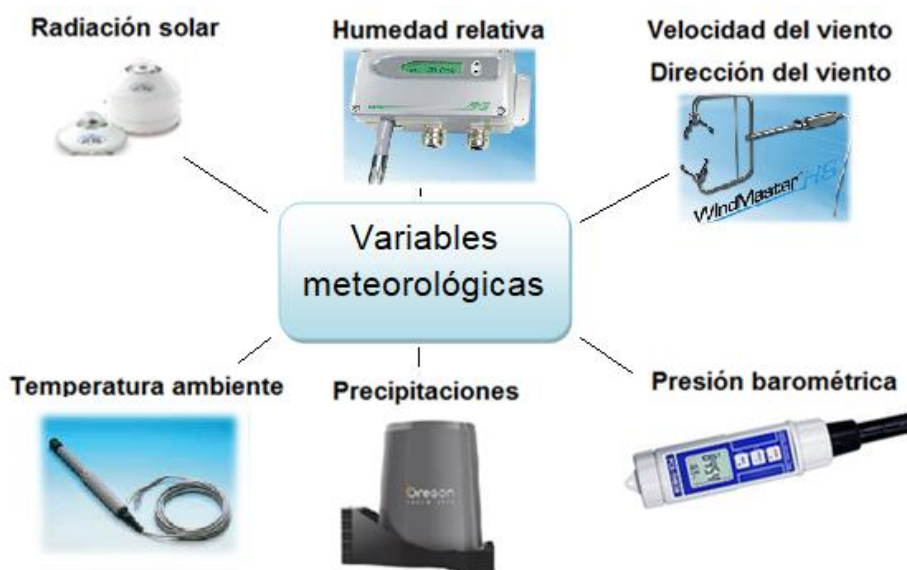 Radiación solar
Humedad relativa
Velocidad del viento
Dirección del viento
WindMaster HS
Variables
meteorológicas
Temperatura ambiente
Precipitaciones
Presión barométrica
Oregon